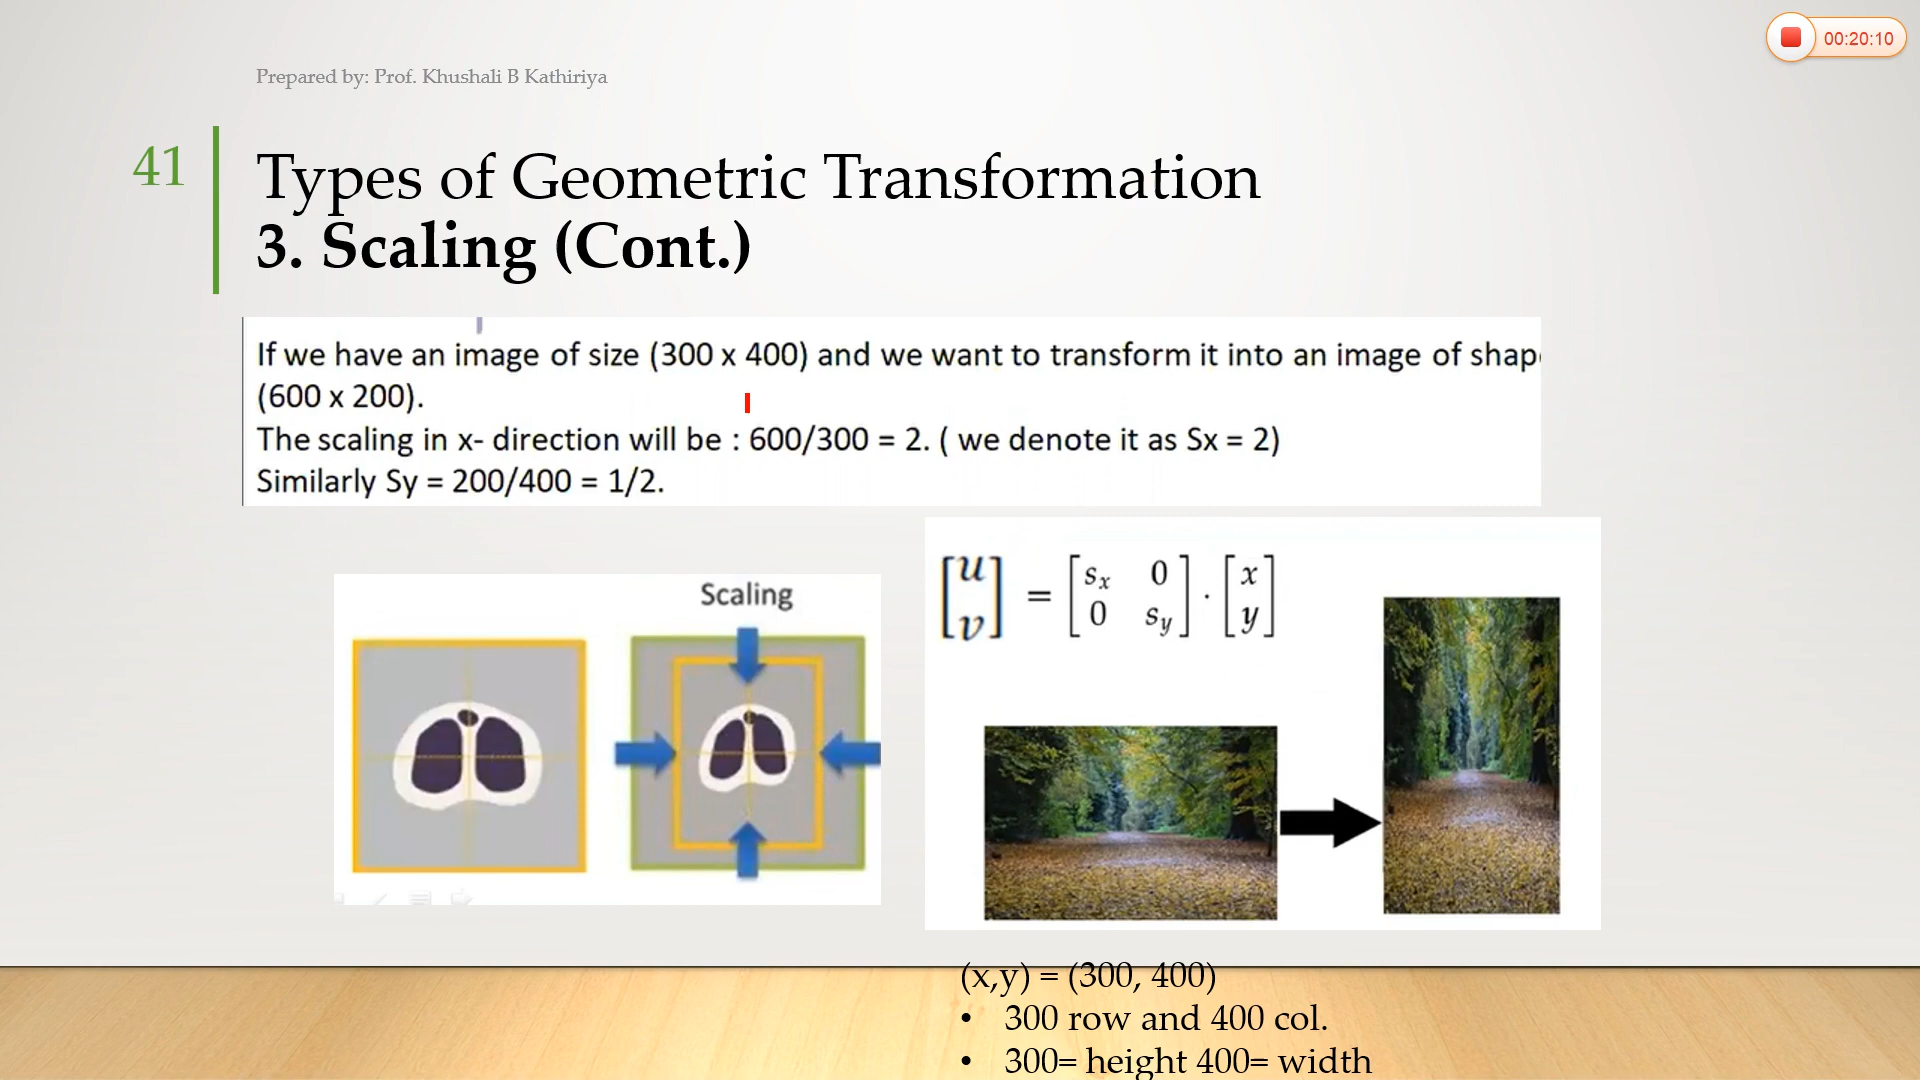 00:20:10
Prepared by: Prof. Khushali B Kathiriya
41
Types of Geometric Transformation
3. Scaling (Cont.)
If we have an image of size (300 x 400) and we want to transform it into an image of shap
(600 x 200).
The scaling in x- direction will be : 600/300 = 2. ( we denote it as Sx = 2)
Similarly Sy = 200/400 = 1/2.
Scaling
[u v] = [s_x 0 0 s_y] · [x y]
(x,y) = (300, 400)
• 300 row and 400 col.
• 300= height 400= width